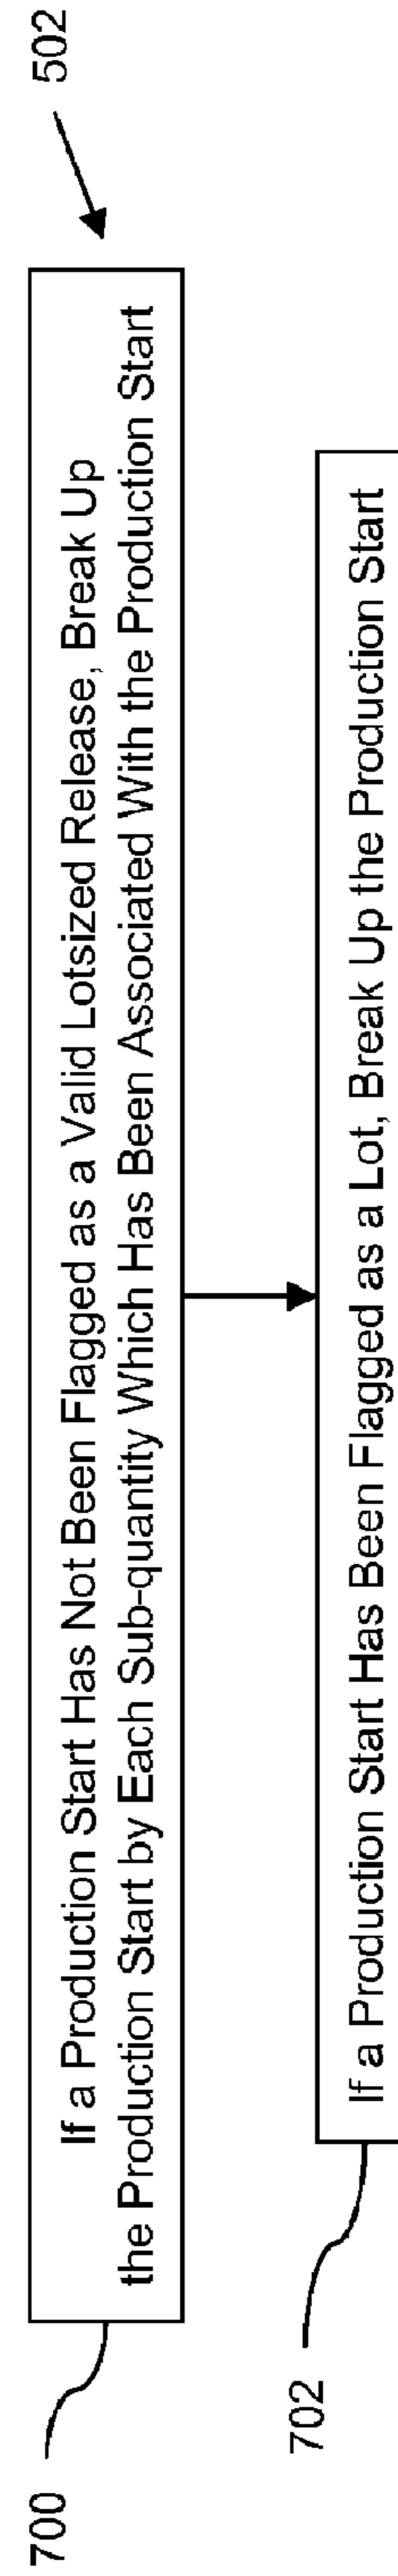 502
If a Production Start Has Not Been Flagged as a Valid Lotsized Release, Break Up
the Production Start by Each Sub-quantity Which Has Been Associated With the Production Start
700
If a Production Start Has Been Flagged as a Lot, Break Up the Production Start
702